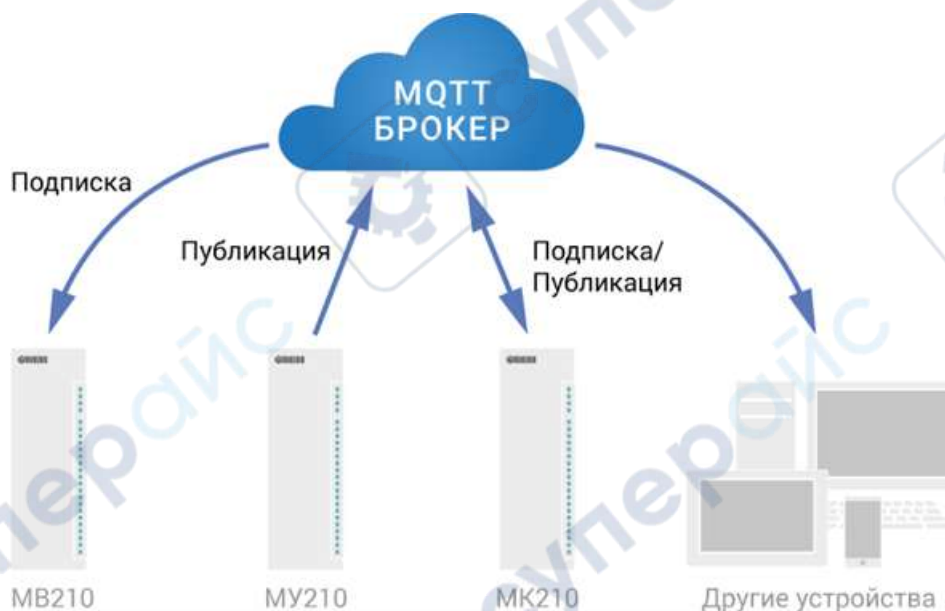 MQTT
БРОКЕР
Подписка
Публикация
Подписка/
Публикация
МВ210
МУ210
МК210
Другие устройства